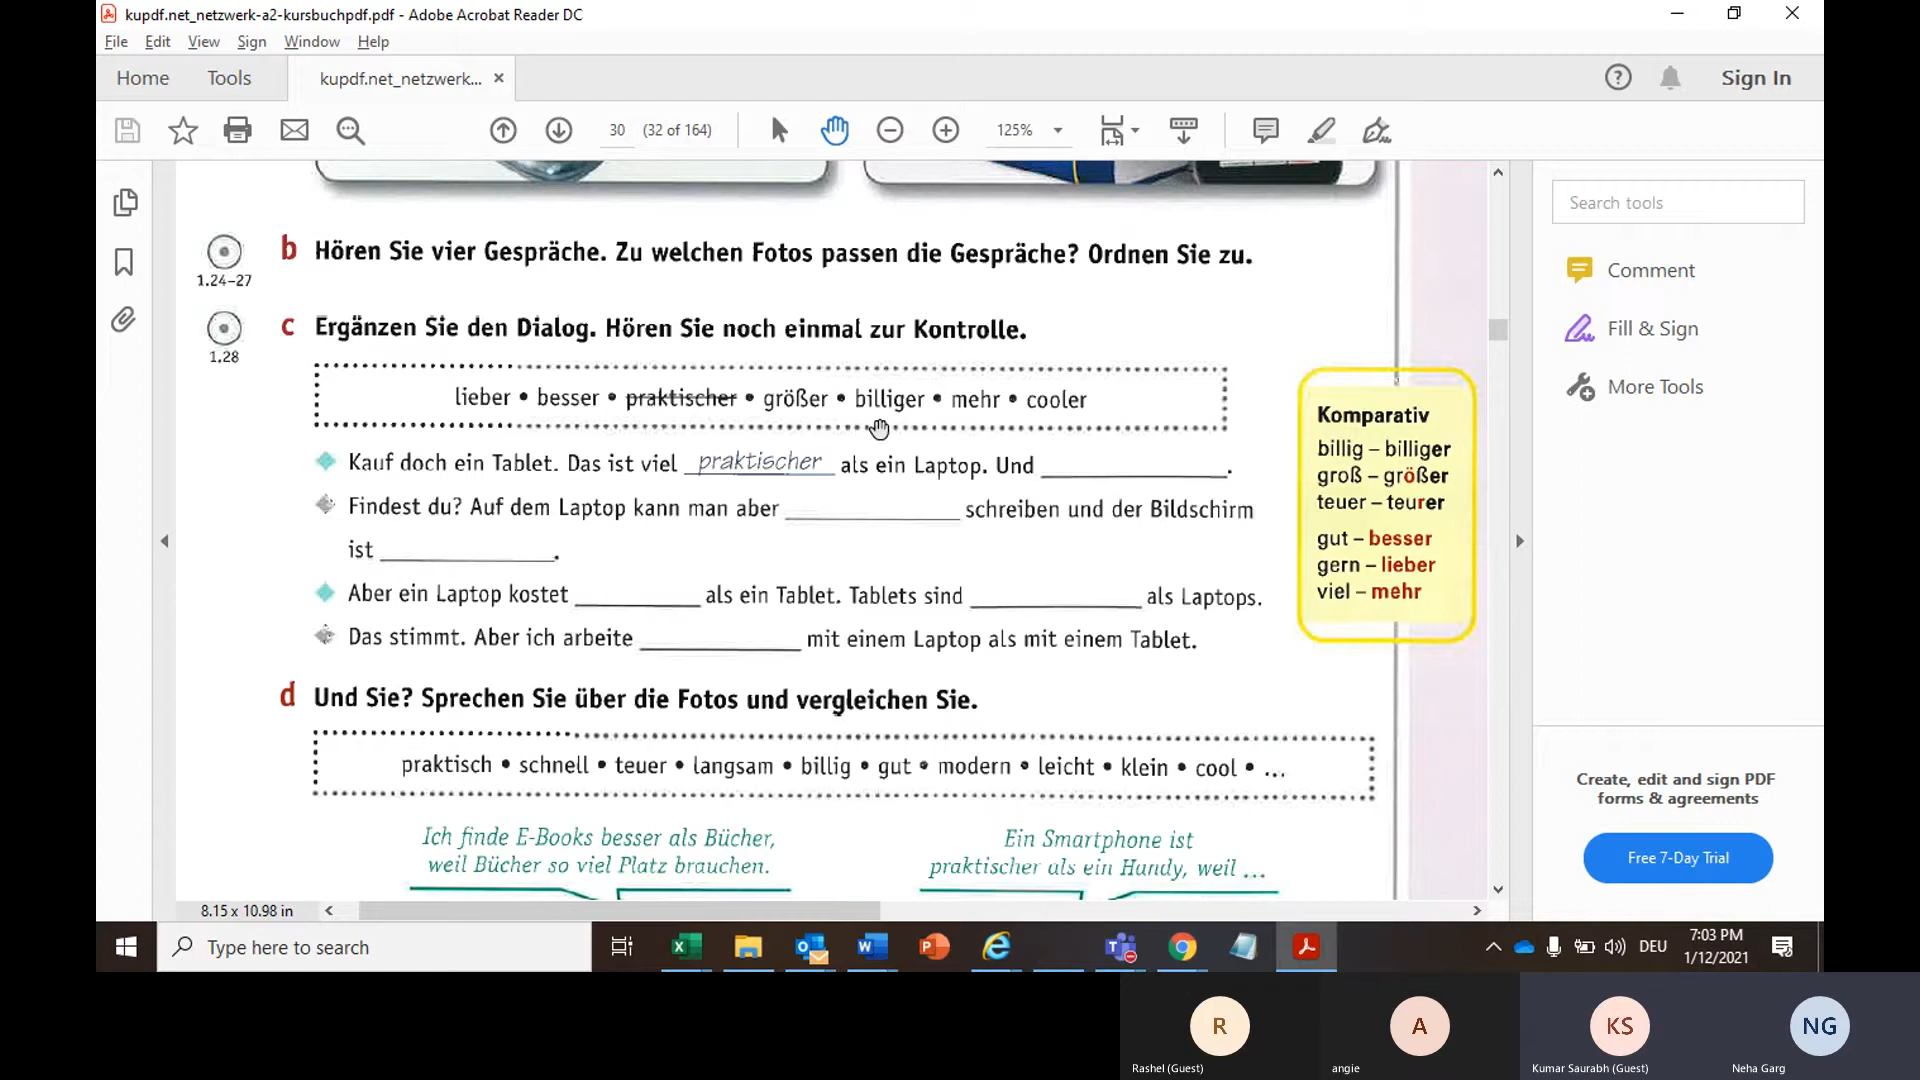 kupdf.net_netzwerk-a2-kursbuchpdf.pdf - Adobe Acrobat Reader DC
File Edit View Sign Window Help
Home Tools kupdf.net_netzwerk... × Sign In
30 (32 of 164) 125%
Search tools
Comment
Fill & Sign
More Tools
b Hören Sie vier Gespräche. Zu welchen Fotos passen die Gespräche? Ordnen Sie zu.
1.24–27
c Ergänzen Sie den Dialog. Hören Sie noch einmal zur Kontrolle.
1.28
lieber • besser • praktischer • größer • billiger • mehr • cooler
Kauf doch ein Tablet. Das ist viel praktischer als ein Laptop. Und ____________.
Findest du? Auf dem Laptop kann man aber ____________ schreiben und der Bildschirm
ist ____________.
Aber ein Laptop kostet ____________ als ein Tablet. Tablets sind ____________ als Laptops.
Das stimmt. Aber ich arbeite ____________ mit einem Laptop als mit einem Tablet.
Komparativ
billig – billiger
groß – größer
teuer – teurer
gut – besser
gern – lieber
viel – mehr
d Und Sie? Sprechen Sie über die Fotos und vergleichen Sie.
praktisch • schnell • teuer • langsam • billig • gut • modern • leicht • klein • cool • ...
Ich finde E-Books besser als Bücher,
weil Bücher so viel Platz brauchen.
Ein Smartphone ist
praktischer als ein Handy, weil ...
Create, edit and sign PDF
forms & agreements
Free 7-Day Trial
8.15 x 10.98 in
Type here to search
DEU
7:03 PM
1/12/2021
R
A
KS
NG
Rashel (Guest)
angie
Kumar Saurabh (Guest)
Neha Garg